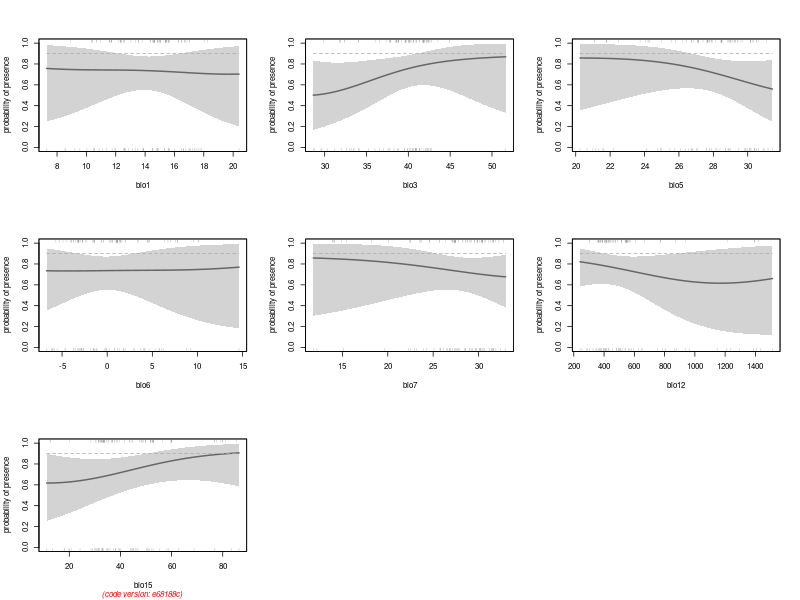 probability of presence
0.0 0.2 0.4 0.6 0.8 1.0
8 10 12 14 16 18 20
bio1
probability of presence
0.0 0.2 0.4 0.6 0.8 1.0
30 35 40 45 50
bio3
probability of presence
0.0 0.2 0.4 0.6 0.8 1.0
20 22 24 26 28 30
bio5
probability of presence
0.0 0.2 0.4 0.6 0.8 1.0
-5 0 5 10 15
bio6
probability of presence
0.0 0.2 0.4 0.6 0.8 1.0
15 20 25 30
bio7
probability of presence
0.0 0.2 0.4 0.6 0.8 1.0
200 400 600 800 1000 1200 1400
bio12
probability of presence
0.0 0.2 0.4 0.6 0.8 1.0
20 40 60 80
bio15
(code version: e68188c)